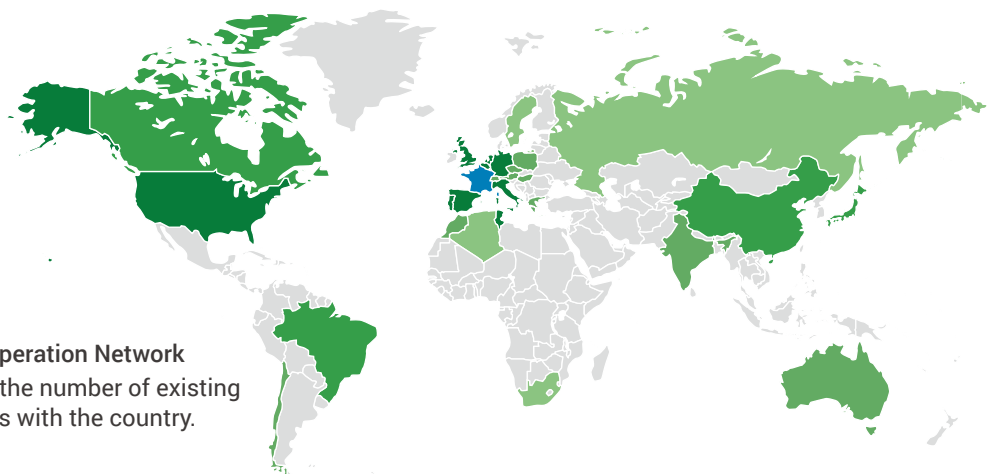 peration Network
the number of existing
s with the country.